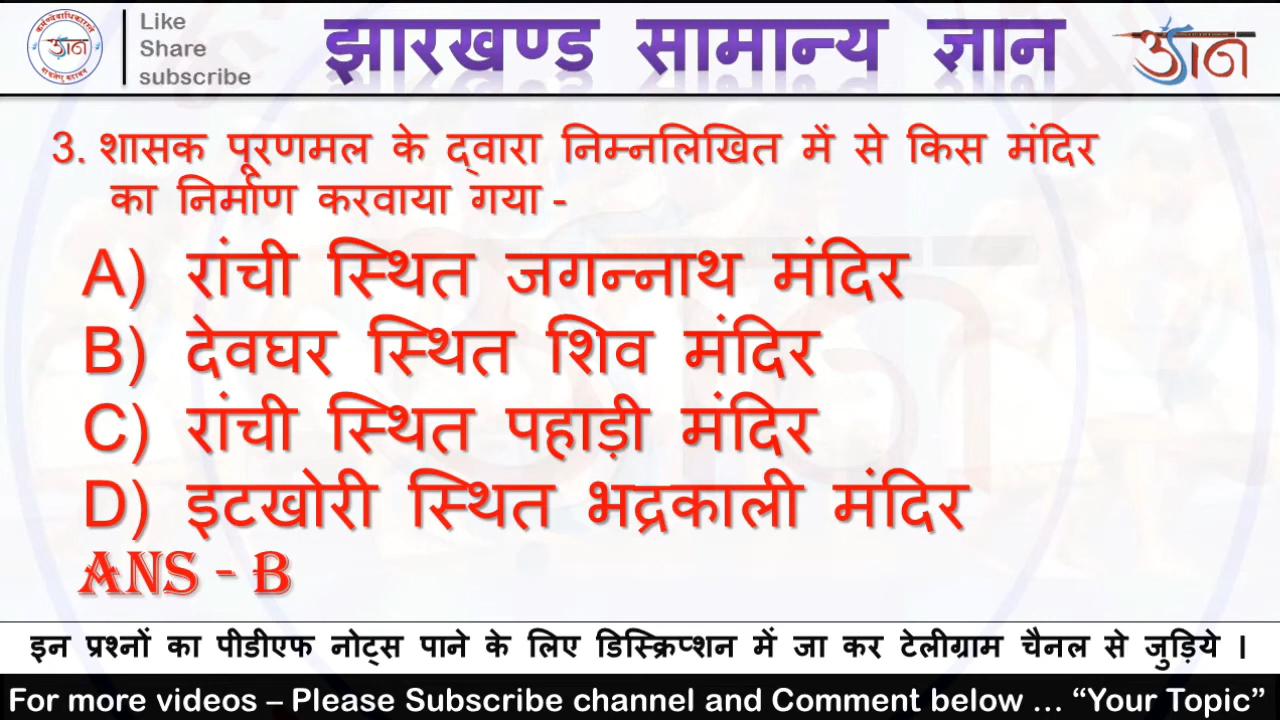 Like
Share
subscribe
झारखण्ड सामान्य ज्ञान
ज्ञान
3. शासक पूरणमल के द्वारा निम्नलिखित में से किस मंदिर
का निर्माण करवाया गया -
A) रांची स्थित जगन्नाथ मंदिर
B) देवघर स्थित शिव मंदिर
C) रांची स्थित पहाड़ी मंदिर
D) इटखोरी स्थित भद्रकाली मंदिर
ANS - B
इन प्रश्नों का पीडीएफ नोट्स पाने के लिए डिस्क्रिप्शन में जा कर टेलीग्राम चैनल से जुड़िये ।
For more videos – Please Subscribe channel and Comment below ... “Your Topic”